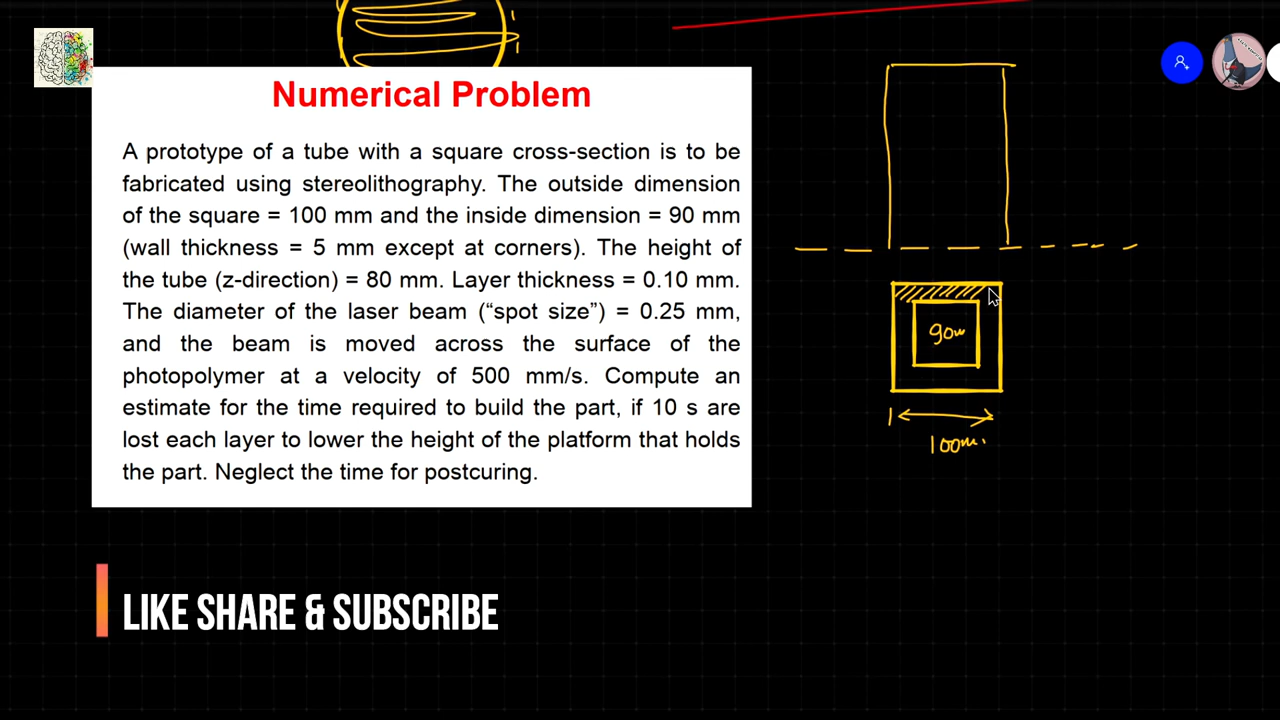 Numerical Problem
A prototype of a tube with a square cross-section is to be
fabricated using stereolithography. The outside dimension
of the square = 100 mm and the inside dimension = 90 mm
(wall thickness = 5 mm except at corners). The height of
the tube (z-direction) = 80 mm. Layer thickness = 0.10 mm.
The diameter of the laser beam (“spot size”) = 0.25 mm,
and the beam is moved across the surface of the
photopolymer at a velocity of 500 mm/s. Compute an
estimate for the time required to build the part, if 10 s are
lost each layer to lower the height of the platform that holds
the part. Neglect the time for postcuring.
90m
100m.
LIKE SHARE & SUBSCRIBE